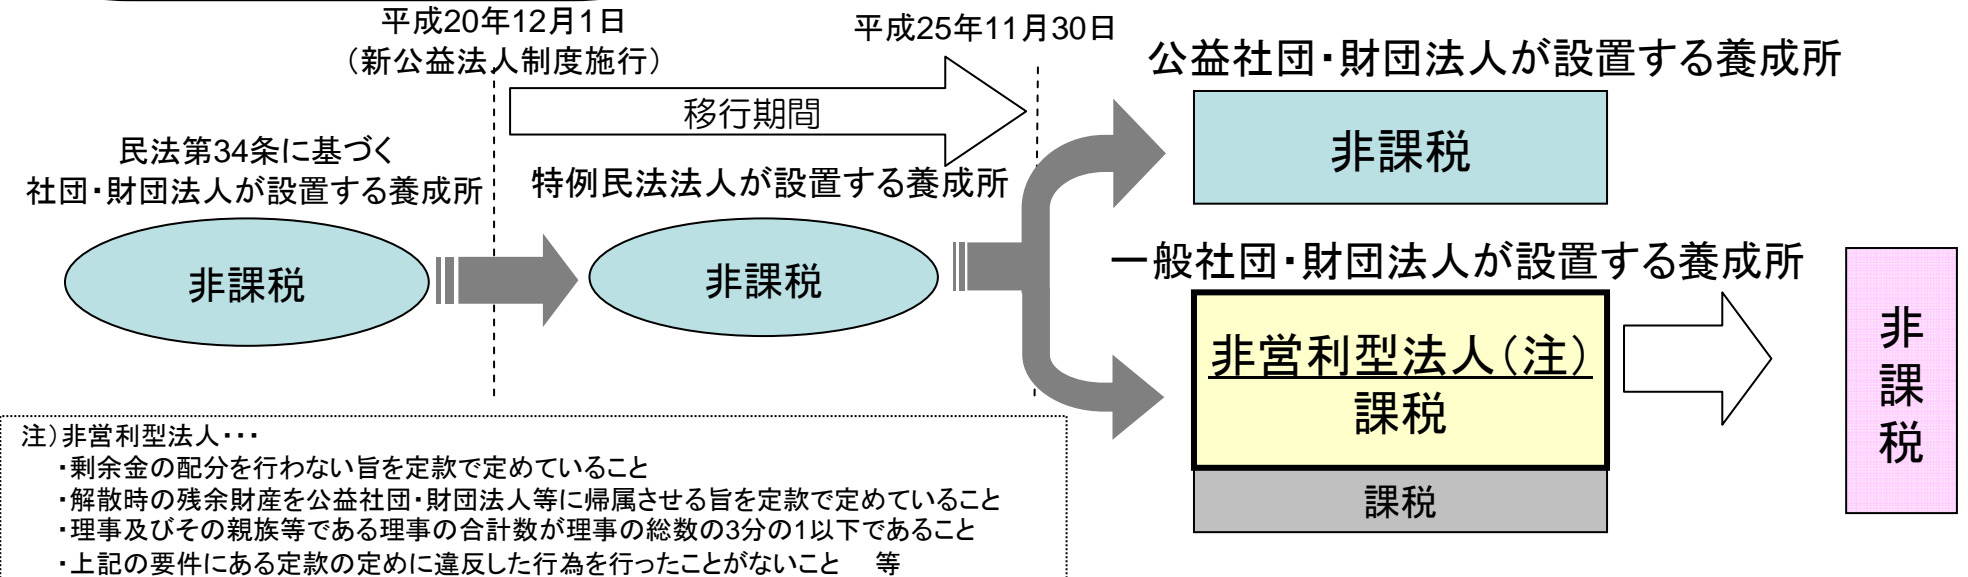 平成20年12月1日
（新公益法人制度施行）
平成25年11月30日
移行期間
民法第34条に基づく
社団・財団法人が設置する養成所
非課税
特例民法法人が設置する養成所
非課税
公益社団・財団法人が設置する養成所
非課税
一般社団・財団法人が設置する養成所
非営利型法人（注）
課税
課税
非課税
注）非営利型法人・・・
・剰余金の配分を行わない旨を定款で定めていること
・解散時の残余財産を公益社団・財団法人等に帰属させる旨を定款で定めていること
・理事及びその親族等である理事の合計数が理事の総数の3分の1以下であること
・上記の要件にある定款の定めに違反した行為を行ったことがないこと　等